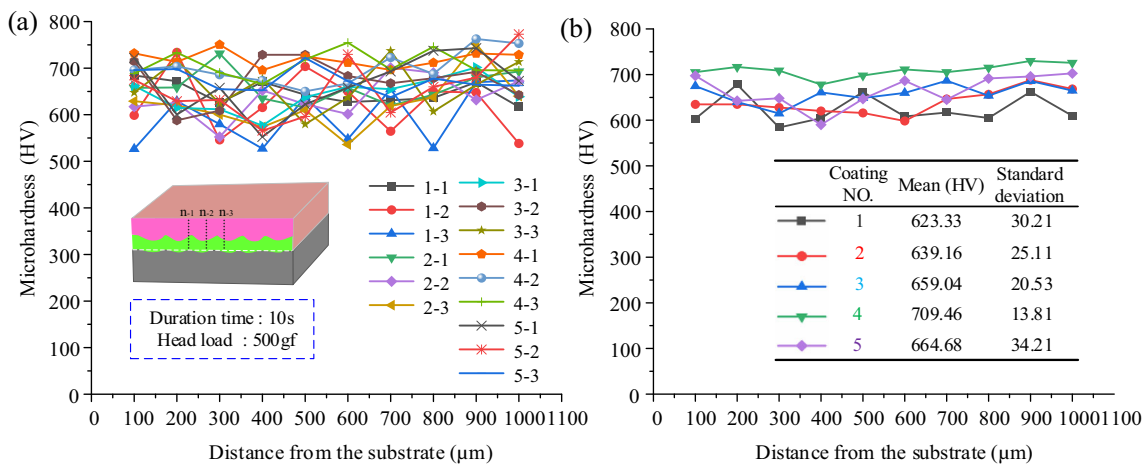 (a)
Microhardness (HV)
800
700
600
500
400
300
200
100
0
n-1 n-2 n-3
Duration time : 10s
Head load : 500gf
1-1
1-2
1-3
2-1
2-2
2-3
3-1
3-2
3-3
4-1
4-2
4-3
5-1
5-2
5-3
0 100 200 300 400 500 600 700 800 900 1000 1100
Distance from the substrate (μm)
(b)
Microhardness (HV)
800
700
600
500
400
300
200
100
0
Coating NO. Mean (HV) Standard deviation
1 623.33 30.21
2 639.16 25.11
3 659.04 20.53
4 709.46 13.81
5 664.68 34.21
0 100 200 300 400 500 600 700 800 900 1000 1100
Distance from the substrate (μm)